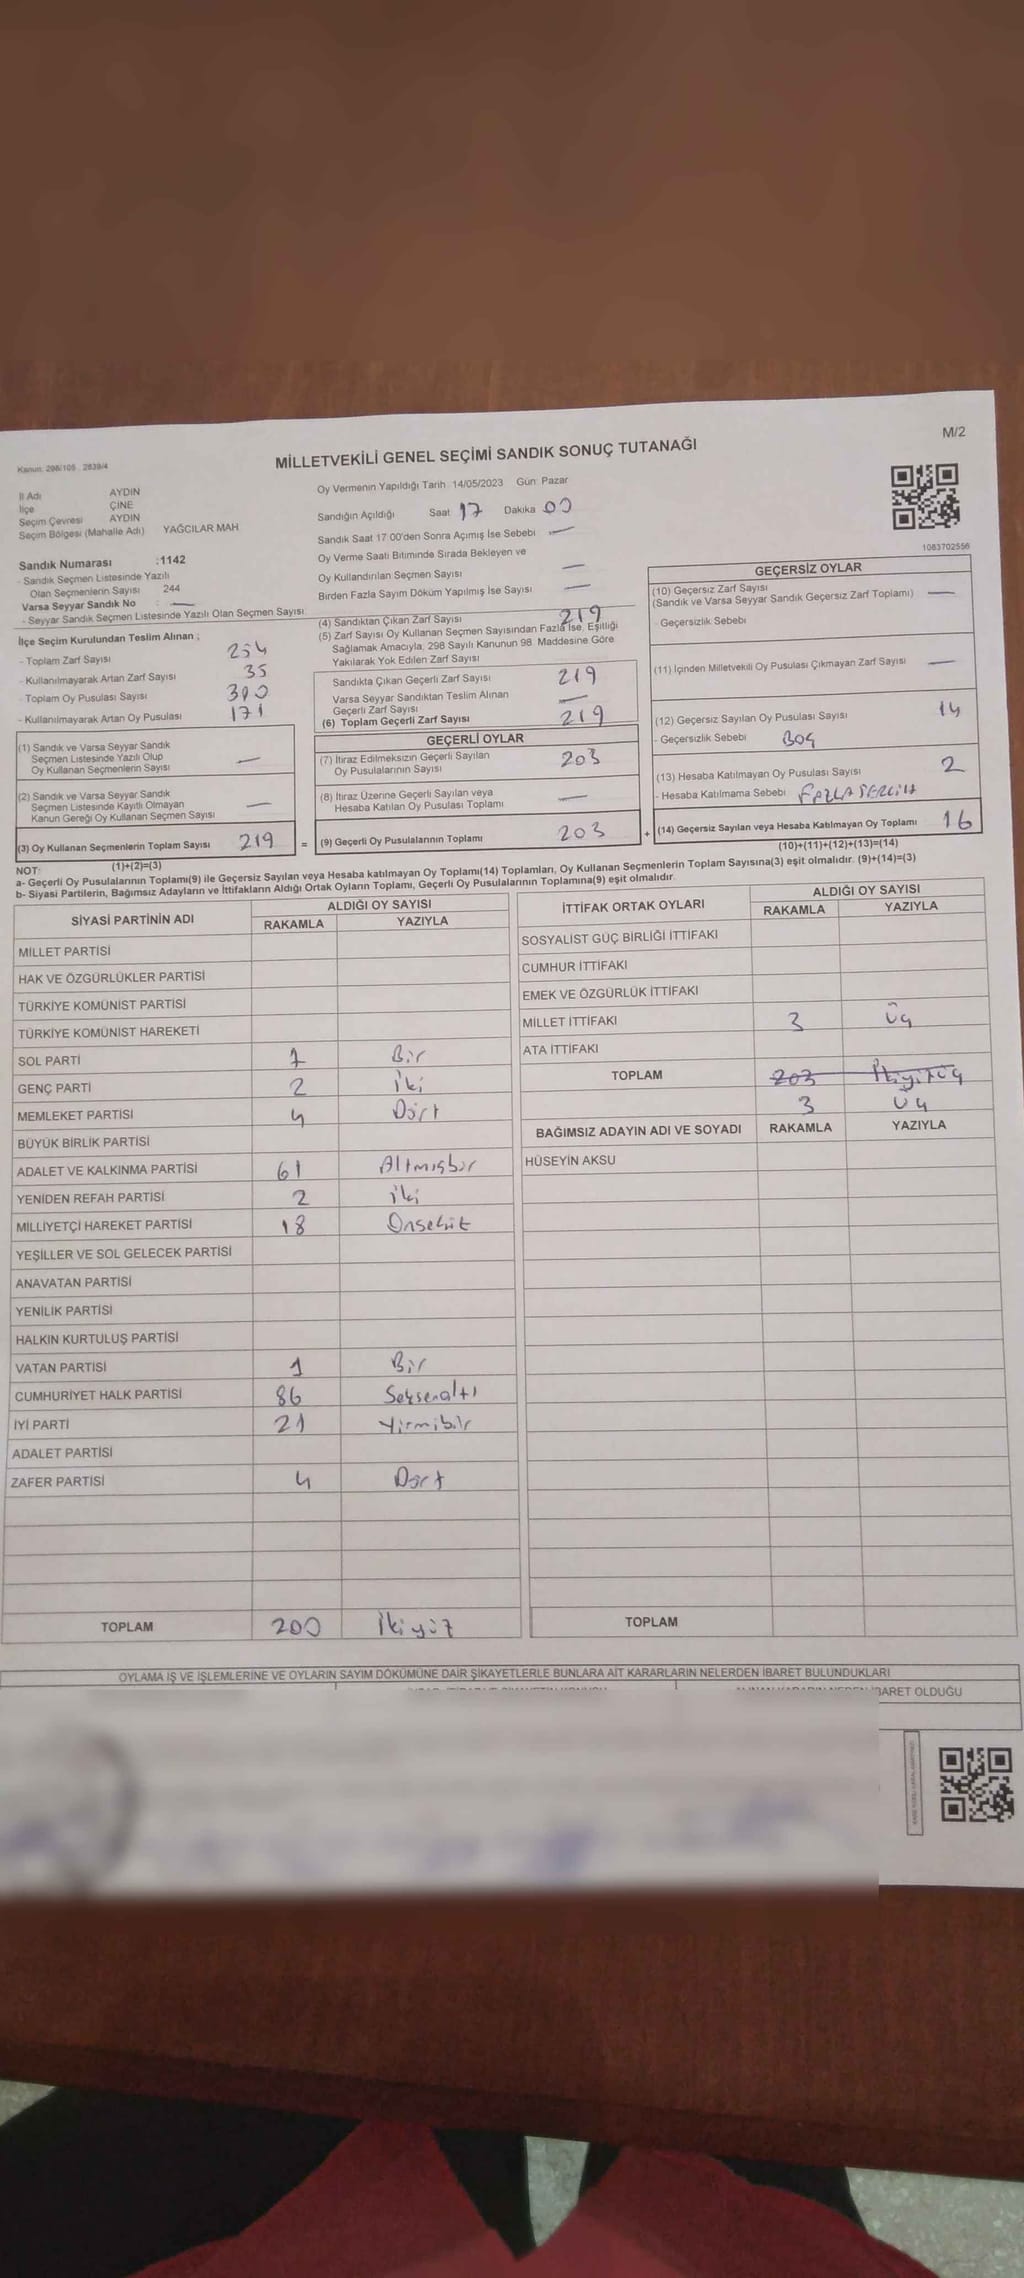 M/2
Kanun: 298/105 . 2839/4
MİLLETVEKİLİ GENEL SEÇİMİ SANDIK SONUÇ TUTANAĞI
İl Adı AYDIN
İlçe ÇİNE
Seçim Çevresi AYDIN
Seçim Bölgesi (Mahalle Adı) YAĞCILAR MAH
Sandık Numarası :1142
- Sandık Seçmen Listesinde Yazılı
Olan Seçmenlerin Sayısı 244
Varsa Seyyar Sandık No : —
- Seyyar Sandık Seçmen Listesinde Yazılı Olan Seçmen Sayısı:
İlçe Seçim Kurulundan Teslim Alınan ;
- Toplam Zarf Sayısı 254
- Kullanılmayarak Artan Zarf Sayısı 35
- Toplam Oy Pusulası Sayısı
- Kullanılmayarak Artan Oy Pusulası 171
(1) Sandık ve Varsa Seyyar Sandık
Seçmen Listesinde Yazılı Olup
Oy Kullanan Seçmenlerin Sayısı —
(2) Sandık ve Varsa Seyyar Sandık
Seçmen Listesinde Kayıtlı Olmayan
Kanun Gereği Oy Kullanan Seçmen Sayısı —
(3) Oy Kullanan Seçmenlerin Toplam Sayısı 219 =
(1)+(2)=(3)
Oy Vermenin Yapıldığı Tarih : 14/05/2023 Gün: Pazar
Sandığın Açıldığı Saat 17 Dakika 00
Sandık Saat 17:00'den Sonra Açımış İse Sebebi —
Oy Verme Saati Bitiminde Sırada Bekleyen ve
Oy Kullandırılan Seçmen Sayısı —
Birden Fazla Sayım Döküm Yapılmış İse Sayısı —
(4) Sandıktan Çıkan Zarf Sayısı 219
(5) Zarf Sayısı Oy Kullanan Seçmen Sayısından Fazla İse, Eşitliği
Sağlamak Amacıyla, 298 Sayılı Kanunun 98. Maddesine Göre
Yakılarak Yok Edilen Zarf Sayısı
Sandıkta Çıkan Geçerli Zarf Sayısı 219
Varsa Seyyar Sandıktan Teslim Alınan
Geçerli Zarf Sayısı —
(6) Toplam Geçerli Zarf Sayısı 219
GEÇERLİ OYLAR
(7) İtiraz Edilmeksizin Geçerli Sayılan
Oy Pusulalarının Sayısı 203
(8) İtiraz Üzerine Geçerli Sayılan veya
Hesaba Katılan Oy Pusulası Toplamı —
(9) Geçerli Oy Pusulalarının Toplamı 203 +
1083702556
GEÇERSİZ OYLAR
(10) Geçersiz Zarf Sayısı
(Sandık ve Varsa Seyyar Sandık Geçersiz Zarf Toplamı) —
- Geçersizlik Sebebi
(11) İçinden Milletvekili Oy Pusulası Çıkmayan Zarf Sayısı —
(12) Geçersiz Sayılan Oy Pusulası Sayısı 14
- Geçersizlik Sebebi Boş
(13) Hesaba Katılmayan Oy Pusulası Sayısı 2
- Hesaba Katılmama Sebebi
(14) Geçersiz Sayılan veya Hesaba Katılmayan Oy Toplamı 16
(10)+(11)+(12)+(13)=(14)
NOT:
a- Geçerli Oy Pusulalarının Toplamı(9) ile Geçersiz Sayılan veya Hesaba katılmayan Oy Toplamı(14) Toplamları, Oy Kullanan Seçmenlerin Toplam Sayısına(3) eşit olmalıdır. (9)+(14)=(3)
b- Siyasi Partilerin, Bağımsız Adayların ve İttifakların Aldığı Ortak Oyların Toplamı, Geçerli Oy Pusulalarının Toplamına(9) eşit olmalıdır.
SİYASİ PARTİNİN ADI ALDIĞI OY SAYISI
RAKAMLA YAZIYLA
MİLLET PARTİSİ
HAK VE ÖZGÜRLÜKLER PARTİSİ
TÜRKİYE KOMÜNİST PARTİSİ
TÜRKİYE KOMÜNİST HAREKETİ
SOL PARTİ 1 Bir
GENÇ PARTİ 2 İki
MEMLEKET PARTİSİ 4 Dört
BÜYÜK BİRLİK PARTİSİ
ADALET VE KALKINMA PARTİSİ 61 Altmışbir
YENİDEN REFAH PARTİSİ 2 İki
MİLLİYETÇİ HAREKET PARTİSİ 18 Onsekiz
YEŞİLLER VE SOL GELECEK PARTİSİ
ANAVATAN PARTİSİ
YENİLİK PARTİSİ
HALKIN KURTULUŞ PARTİSİ
VATAN PARTİSİ 1 Bir
CUMHURİYET HALK PARTİSİ 86 Seksenaltı
İYİ PARTİ 21 Yirmibir
ADALET PARTİSİ
ZAFER PARTİSİ 4 Dört
TOPLAM 200 İkiyüz
İTTİFAK ORTAK OYLARI ALDIĞI OY SAYISI
RAKAMLA YAZIYLA
SOSYALİST GÜÇ BİRLİĞİ İTTİFAKI
CUMHUR İTTİFAKI
EMEK VE ÖZGÜRLÜK İTTİFAKI
MİLLET İTTİFAKI 3 Üç
ATA İTTİFAKI
TOPLAM 203 İkiyüzüç
3 Üç
BAĞIMSIZ ADAYIN ADI VE SOYADI RAKAMLA YAZIYLA
HÜSEYİN AKSU
TOPLAM
OYLAMA İŞ VE İŞLEMLERİNE VE OYLARIN SAYIM DÖKÜMÜNE DAİR ŞİKAYETLERLE BUNLARA AİT KARARLARIN NELERDEN İBARET BULUNDUKLARI
İBARET OLDUĞU